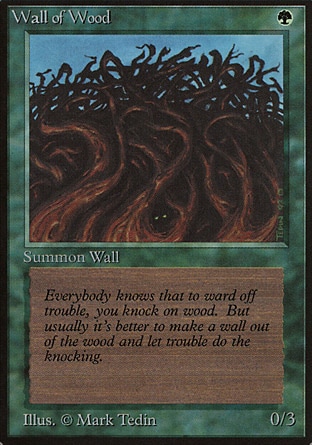 Wall of Wood
Summon Wall
Everybody knows that to ward off
trouble, you knock on wood. But
usually it's better to make a wall out
of the wood and let trouble do the
knocking.
Illus. © Mark Tedin
0/3